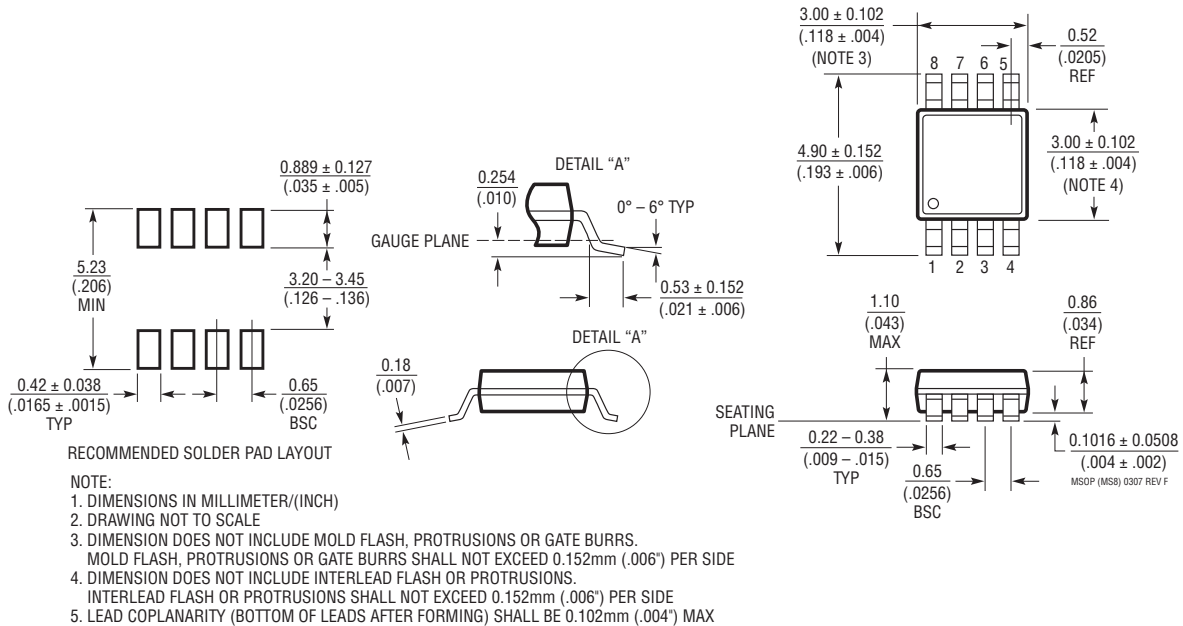 3.00 ± 0.102
(.118 ± .004)
(NOTE 3)
0.52
(.0205)
REF
8 7 6 5
4.90 ± 0.152
(.193 ± .006)
3.00 ± 0.102
(.118 ± .004)
(NOTE 4)
1 2 3 4
0.889 ± 0.127
(.035 ± .005)
5.23
(.206)
MIN
3.20 – 3.45
(.126 – .136)
0.42 ± 0.038
(.0165 ± .0015)
TYP
0.65
(.0256)
BSC
RECOMMENDED SOLDER PAD LAYOUT
DETAIL “A”
0.254
(.010)
0° – 6° TYP
GAUGE PLANE
0.53 ± 0.152
(.021 ± .006)
DETAIL “A”
0.18
(.007)
1.10
(.043)
MAX
0.86
(.034)
REF
SEATING
PLANE
0.22 – 0.38
(.009 – .015)
TYP
0.65
(.0256)
BSC
0.1016 ± 0.0508
(.004 ± .002)
MSOP (MS8) 0307 REV F
NOTE:
1. DIMENSIONS IN MILLIMETER/(INCH)
2. DRAWING NOT TO SCALE
3. DIMENSION DOES NOT INCLUDE MOLD FLASH, PROTRUSIONS OR GATE BURRS.
MOLD FLASH, PROTRUSIONS OR GATE BURRS SHALL NOT EXCEED 0.152mm (.006") PER SIDE
4. DIMENSION DOES NOT INCLUDE INTERLEAD FLASH OR PROTRUSIONS.
INTERLEAD FLASH OR PROTRUSIONS SHALL NOT EXCEED 0.152mm (.006") PER SIDE
5. LEAD COPLANARITY (BOTTOM OF LEADS AFTER FORMING) SHALL BE 0.102mm (.004") MAX